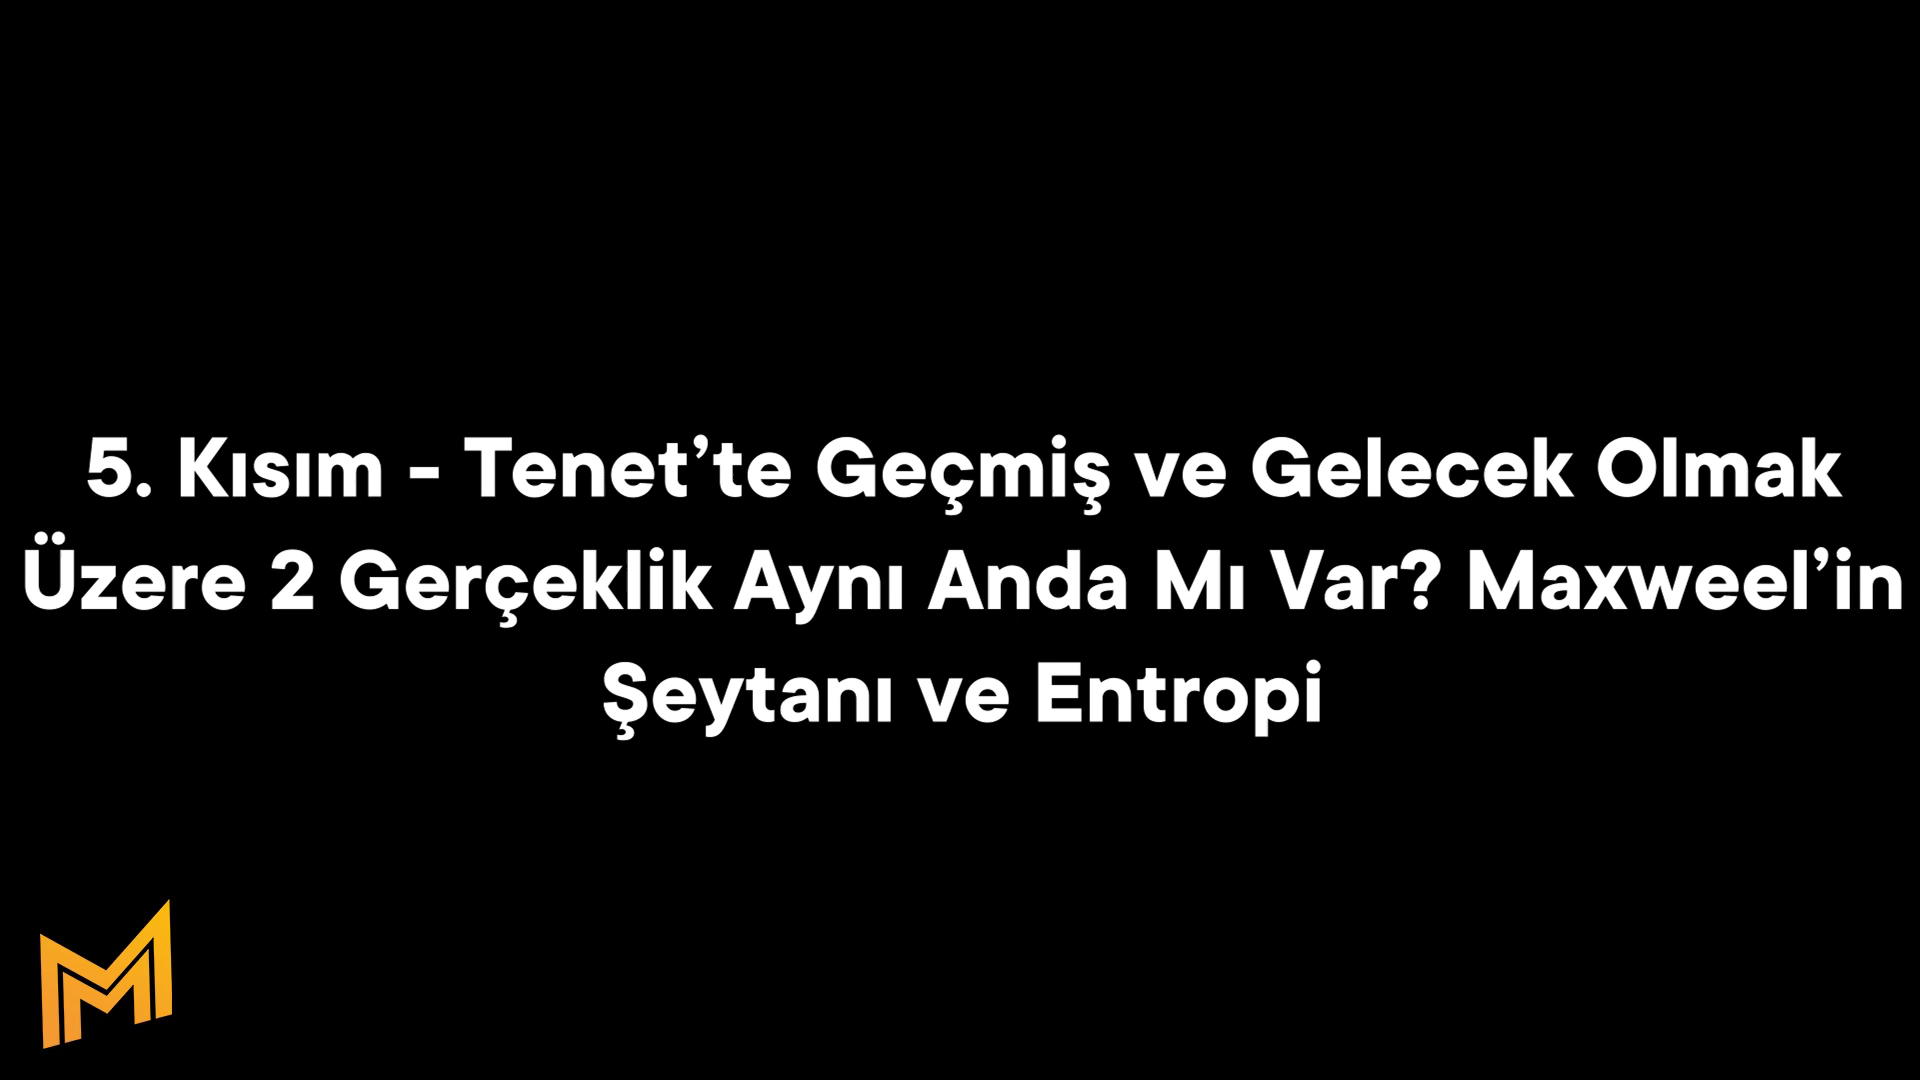 5. Kısım - Tenet’te Geçmiş ve Gelecek Olmak
Üzere 2 Gerçeklik Aynı Anda Mı Var? Maxweel’in
Şeytanı ve Entropi